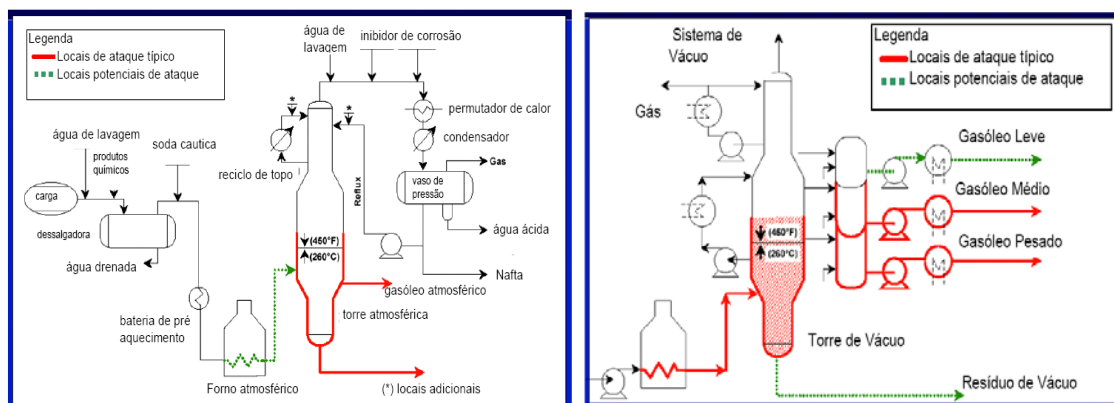 Legenda
Locais de ataque típico
Locais potenciais de ataque
água de
lavagem
inibidor de corrosão
*
*
permutador de calor
condensador
Gas
água de lavagem
soda cautica
produtos
químicos
reciclo de topo
Reflux
vaso de
pressão
carga
dessalgadora
água ácida
água drenada
(450°F)
(260°C)
Nafta
gasóleo atmosférico
bateria de pré
aquecimento
torre atmosférica
Forno atmosférico
(*) locais adicionais
Sistema de
Vácuo
Legenda
Locais de ataque típico
Locais potenciais de ataque
Gás
Gasóleo Leve
Gasóleo Médio
(450°F)
(260°C)
Gasóleo Pesado
Torre de Vácuo
Resíduo de Vácuo